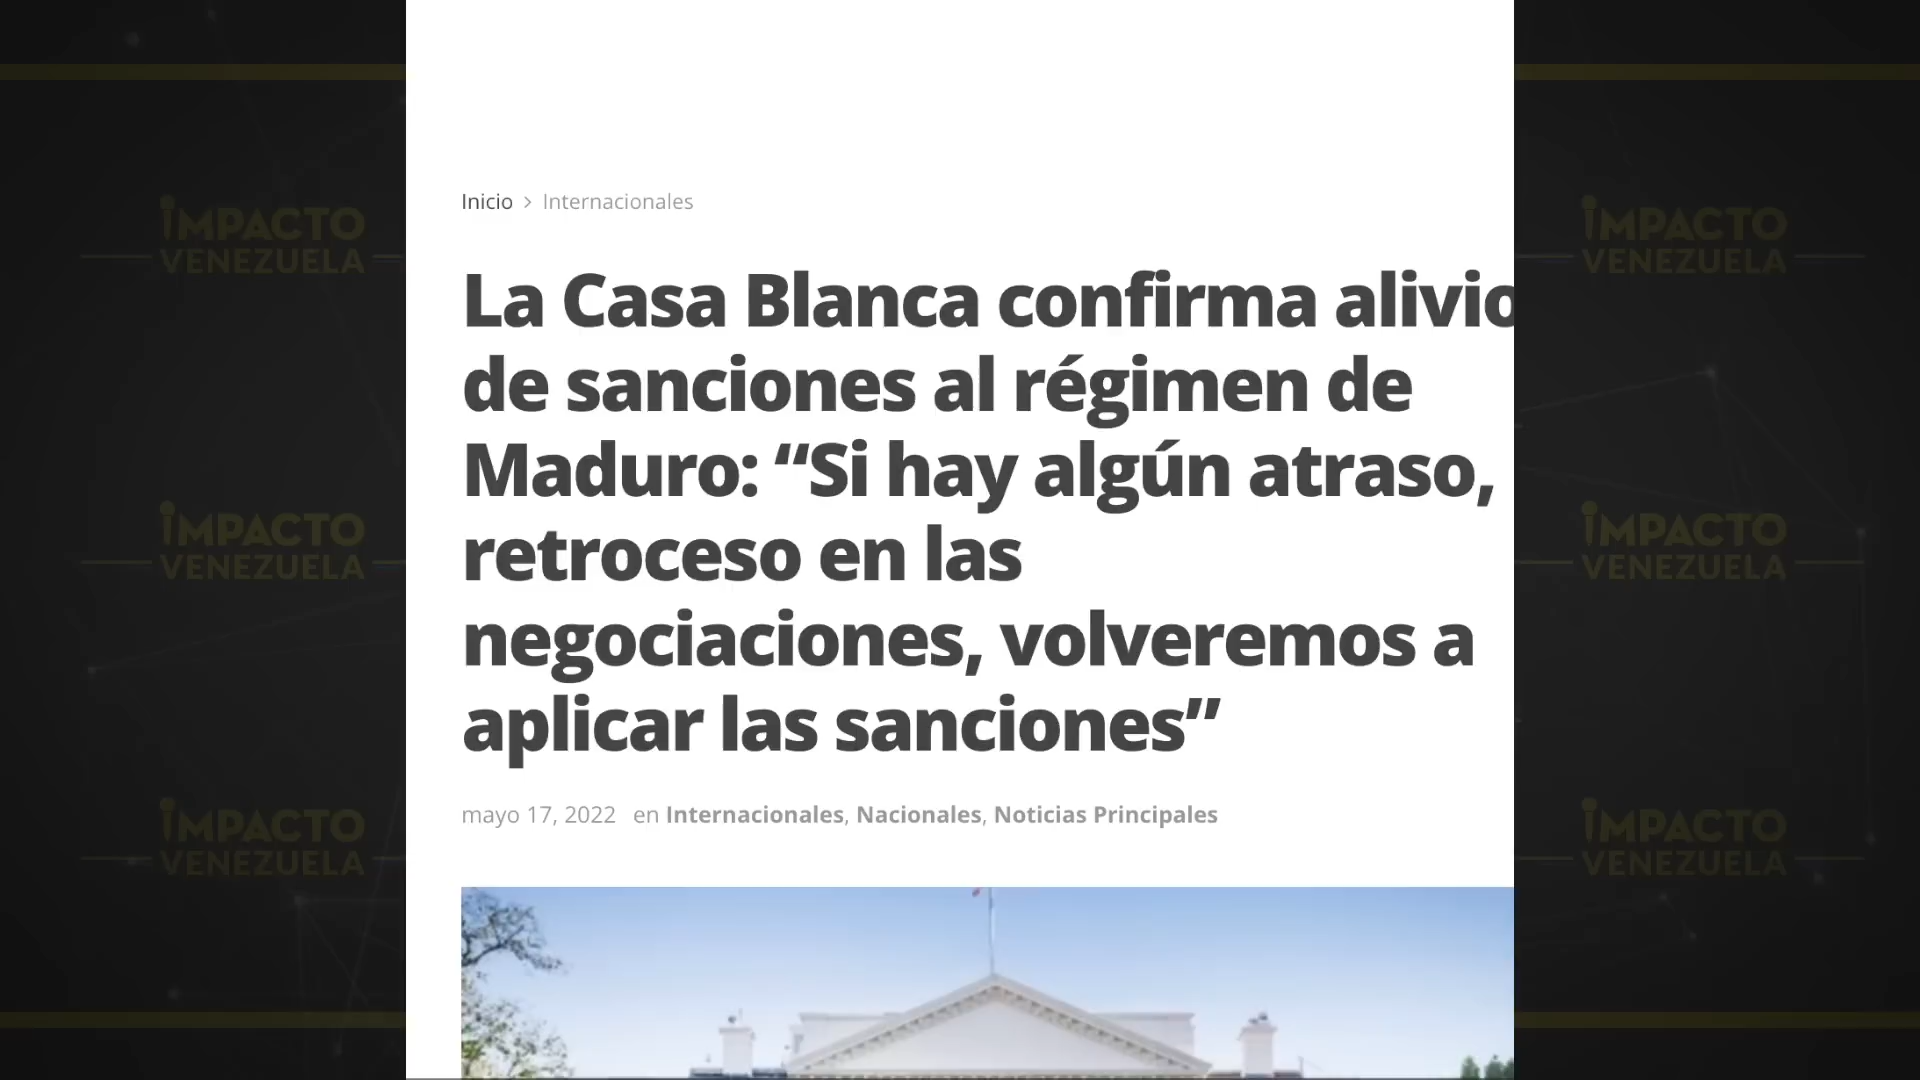 Inicio > Internacionales
La Casa Blanca confirma alivio
de sanciones al régimen de
Maduro: “Si hay algún atraso,
retroceso en las
negociaciones, volveremos a
aplicar las sanciones”
mayo 17, 2022 en Internacionales, Nacionales, Noticias Principales
IMPACTO
VENEZUELA
IMPACTO
VENEZUELA
IMPACTO
VENEZUELA
IMPACTO
VENEZUELA
IMPACTO
VENEZUELA
IMPACTO
VENEZUELA